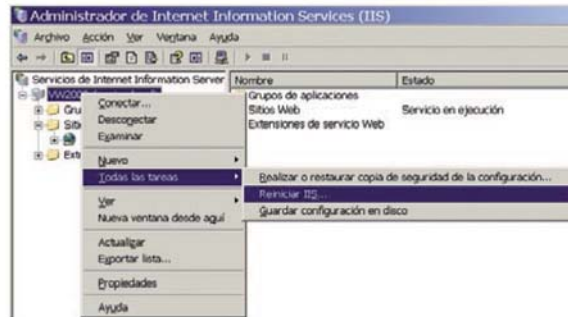 Administrador de Internet Information Services (IIS)
Archivo Acción Ver Ventana Ayuda
Servicios de Internet Information Server
Nombre Estado
Grupos de aplicaciones
Sitios Web Servicio en ejecución
Extensiones de servicio Web
Gru
Siti
Ext
Conectar...
Desconectar
Examinar
Nuevo
Todas las tareas
Ver
Nueva ventana desde aquí
Actualizar
Exportar lista...
Propiedades
Ayuda
Realizar o restaurar copia de seguridad de la configuración...
Reiniciar IIS...
Guardar configuración en disco